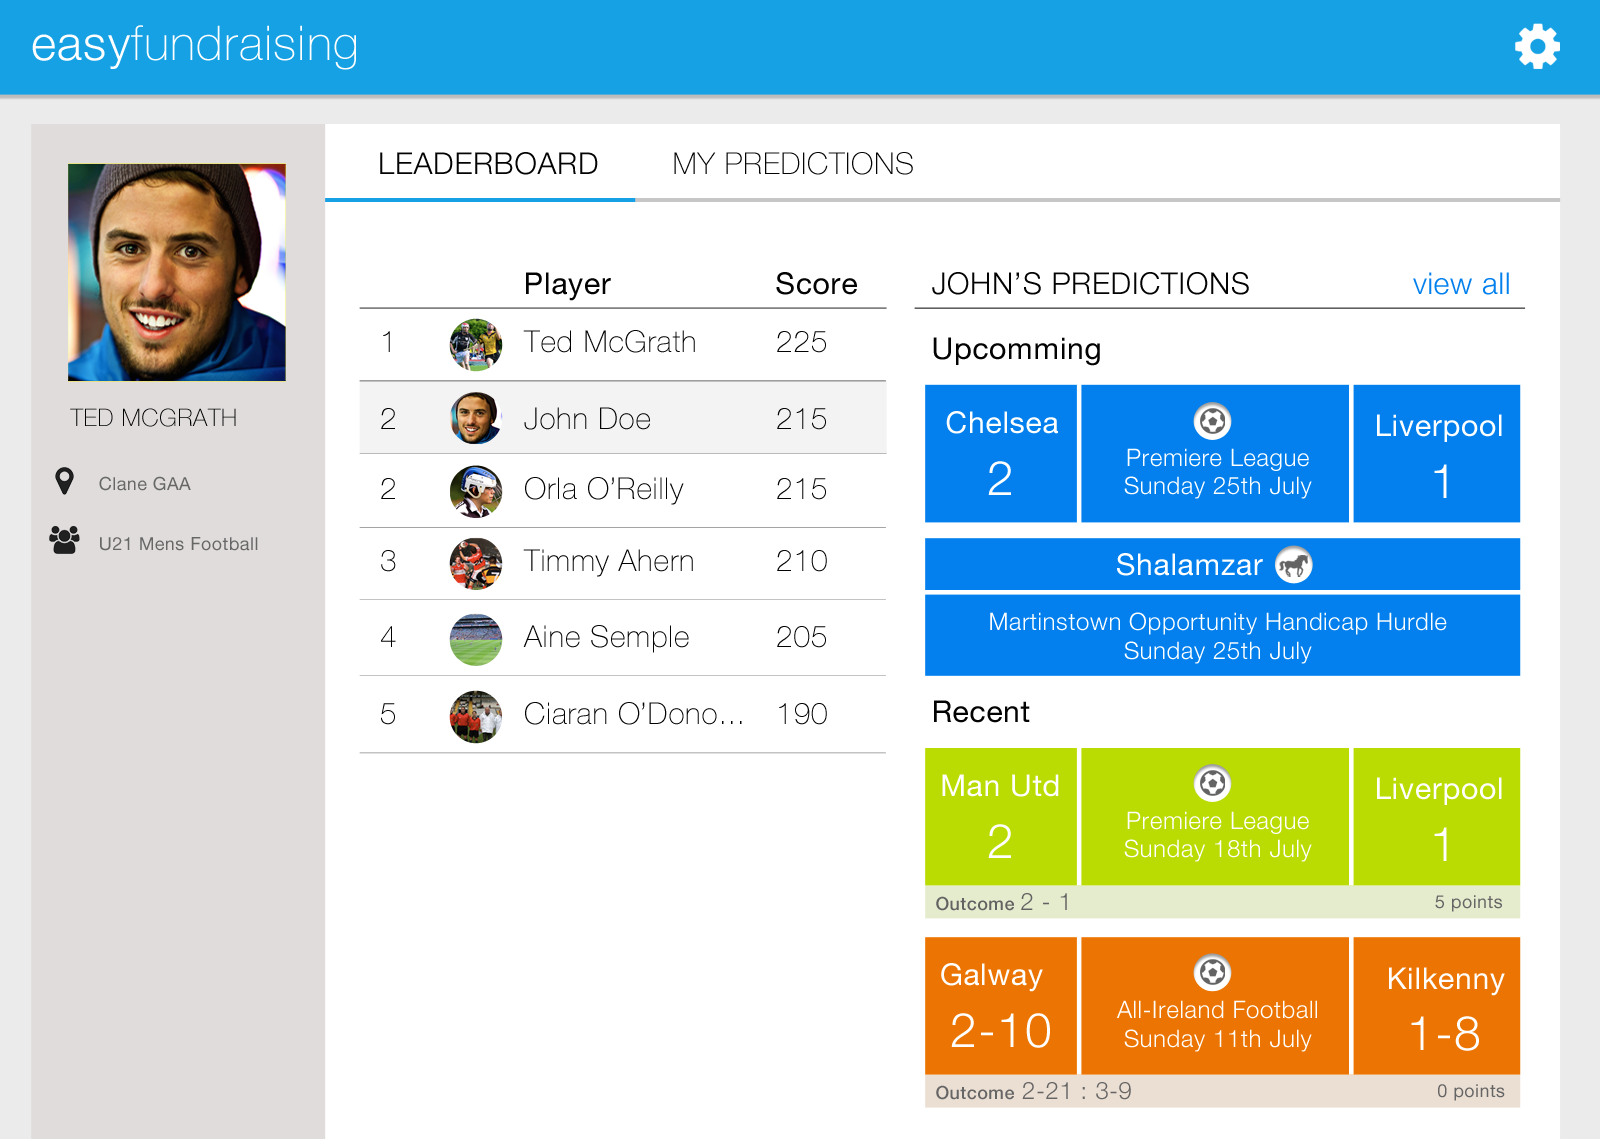 easyfundraising
TED MCGRATH
Clane GAA
U21 Mens Football
LEADERBOARD
MY PREDICTIONS
Player Score
1 Ted McGrath 225
2 John Doe 215
2 Orla O’Reilly 215
3 Timmy Ahern 210
4 Aine Semple 205
5 Ciaran O’Dono... 190
JOHN’S PREDICTIONS
view all
Upcomming
Chelsea
2
Premiere League
Sunday 25th July
Liverpool
1
Shalamzar
Martinstown Opportunity Handicap Hurdle
Sunday 25th July
Recent
Man Utd
2
Premiere League
Sunday 18th July
Liverpool
1
Outcome 2 - 1
5 points
Galway
2-10
All-Ireland Football
Sunday 11th July
Kilkenny
1-8
Outcome 2-21 : 3-9
0 points